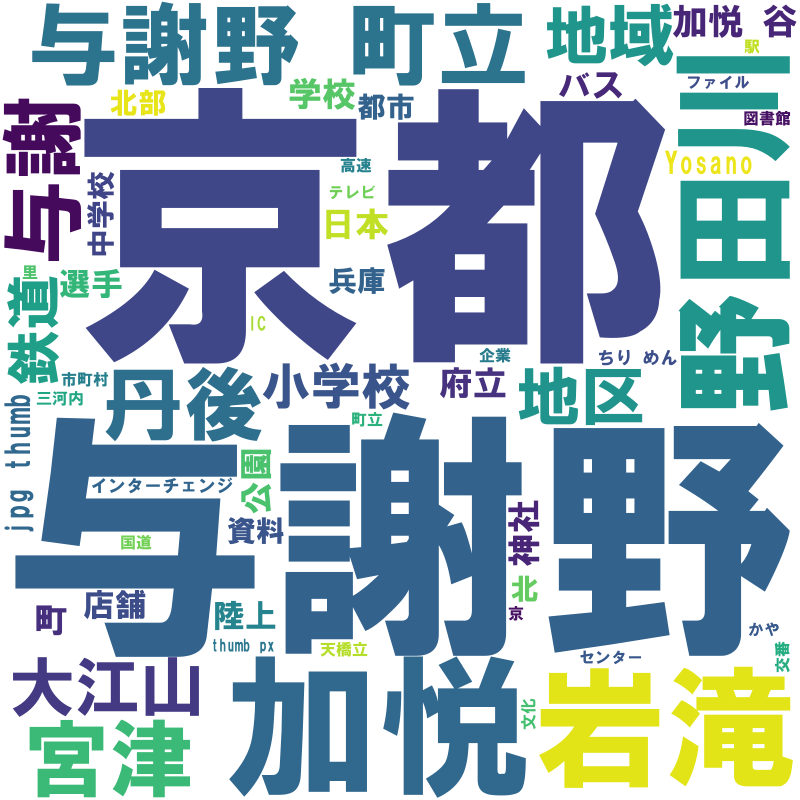 与謝野 町立
地域
加悦 谷
駅
ファイル
図書館
Yosano
野田川
バス
学校
都市
北部
与謝
京都
高速
テレビ
日本
中学校
選手
里
兵庫
IC
鉄道
企業
ちり めん
市町村
三河内
丹後
小学校
府立
地区
町立
jpg thumb
与謝野
インターチェンジ
公園
資料
国道
神社
北
京
店舗
町
陸上
thumb px
天橋立
かや
センター
交番
大江山
宮津
加悦
文化
岩滝